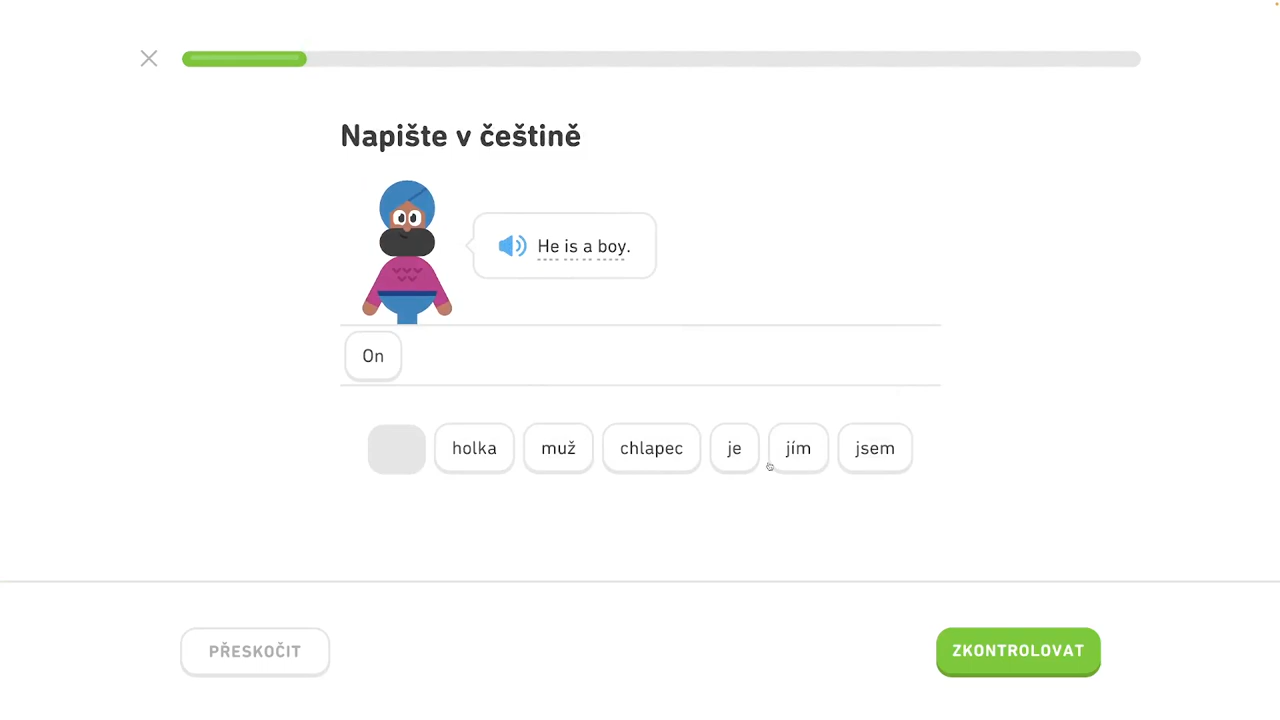 Napište v češtině
He is a boy.
On
holka muž chlapec je jím jsem
PŘESKOČIT ZKONTROLOVAT